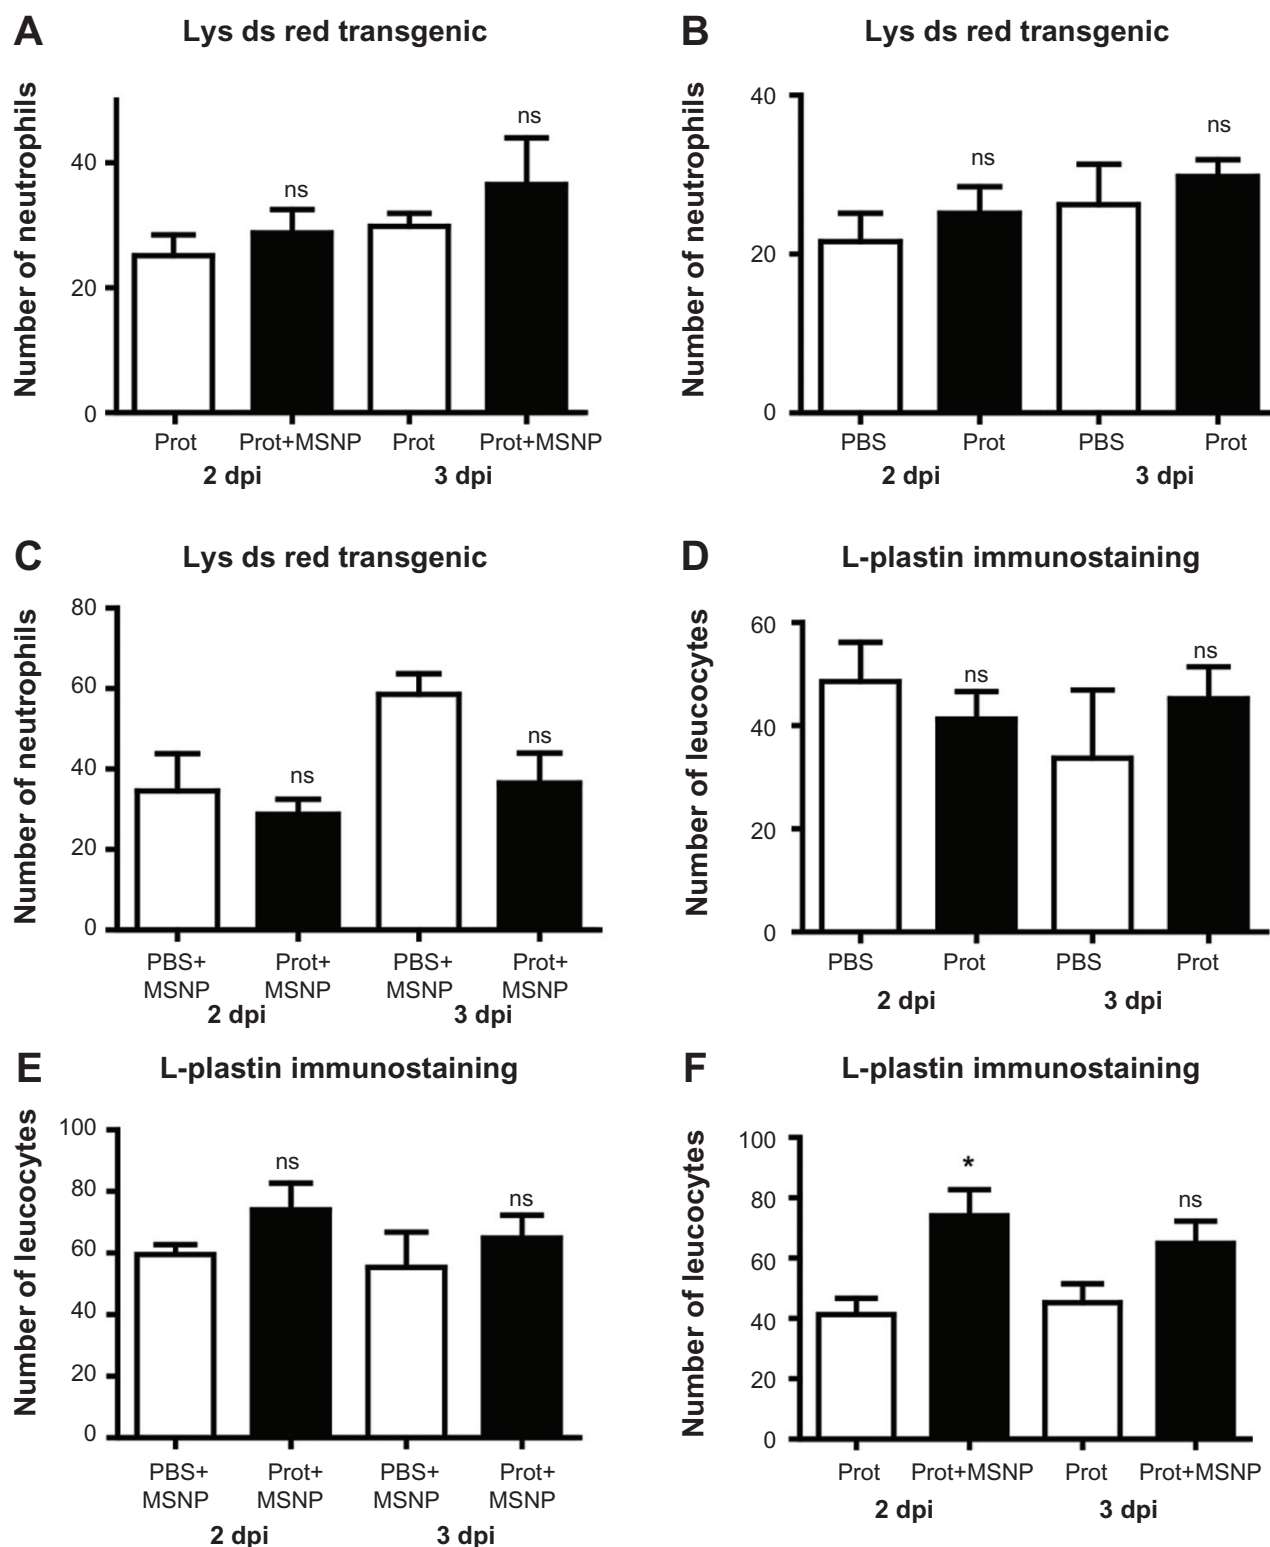 A
Lys ds red transgenic
Number of neutrophils
40
20
0
ns
ns
Prot Prot+MSNP Prot Prot+MSNP
2 dpi 3 dpi
B
Lys ds red transgenic
Number of neutrophils
40
20
0
ns
ns
PBS Prot PBS Prot
2 dpi 3 dpi
C
Lys ds red transgenic
Number of neutrophils
80
60
40
20
0
ns
ns
PBS+ Prot+ PBS+ Prot+
MSNP MSNP MSNP MSNP
2 dpi 3 dpi
D
L-plastin immunostaining
Number of leucocytes
60
40
20
0
ns
ns
PBS Prot PBS Prot
2 dpi 3 dpi
E
L-plastin immunostaining
Number of leucocytes
100
80
60
40
20
0
ns
ns
PBS+ Prot+ PBS+ Prot+
MSNP MSNP MSNP MSNP
2 dpi 3 dpi
F
L-plastin immunostaining
Number of leucocytes
100
80
60
40
20
0
*
ns
Prot Prot+MSNP Prot Prot+MSNP
2 dpi 3 dpi